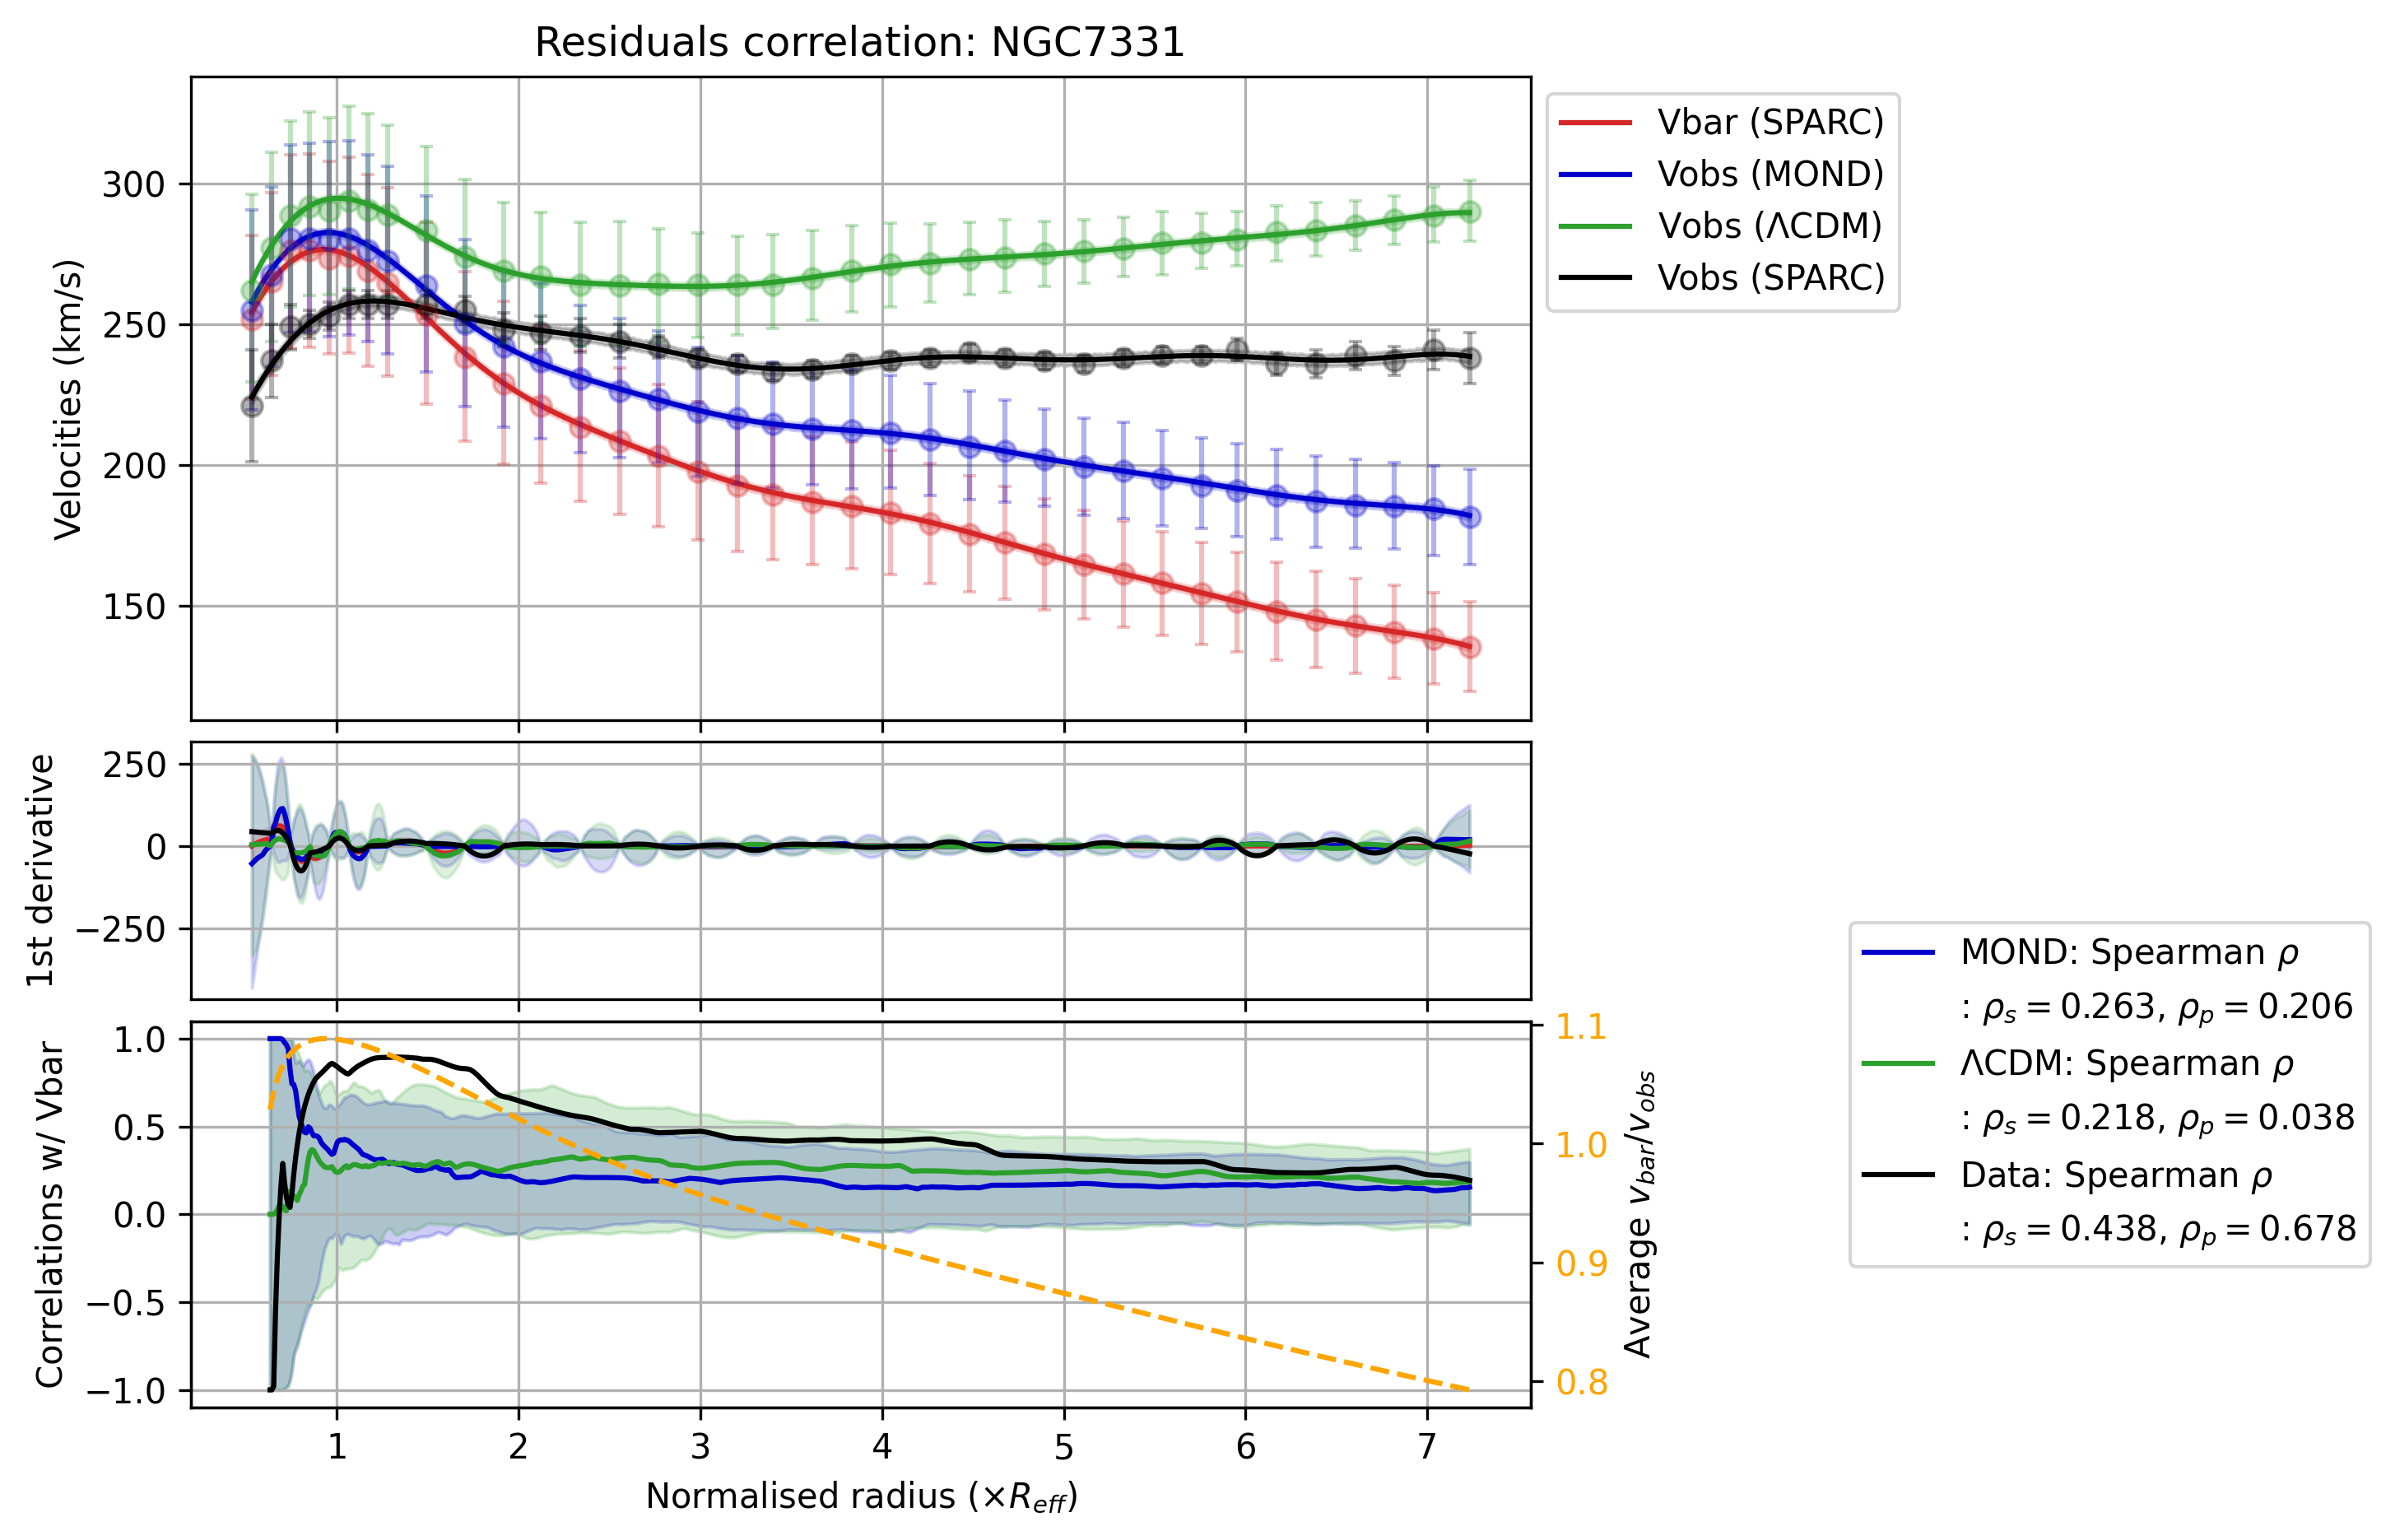 Residuals correlation: NGC7331
Velocities (km/s)
300
250
200
150
Vbar (SPARC)
Vobs (MOND)
Vobs (ΛCDM)
Vobs (SPARC)
1st derivative
250
0
−250
Correlations w/ Vbar
1.0
0.5
0.0
−0.5
−1.0
1.1
1.0
0.9
0.8
Average v_bar/v_obs
MOND: Spearman ρ
: ρ_s = 0.263, ρ_p = 0.206
ΛCDM: Spearman ρ
: ρ_s = 0.218, ρ_p = 0.038
Data: Spearman ρ
: ρ_s = 0.438, ρ_p = 0.678
1 2 3 4 5 6 7
Normalised radius (×R_eff)